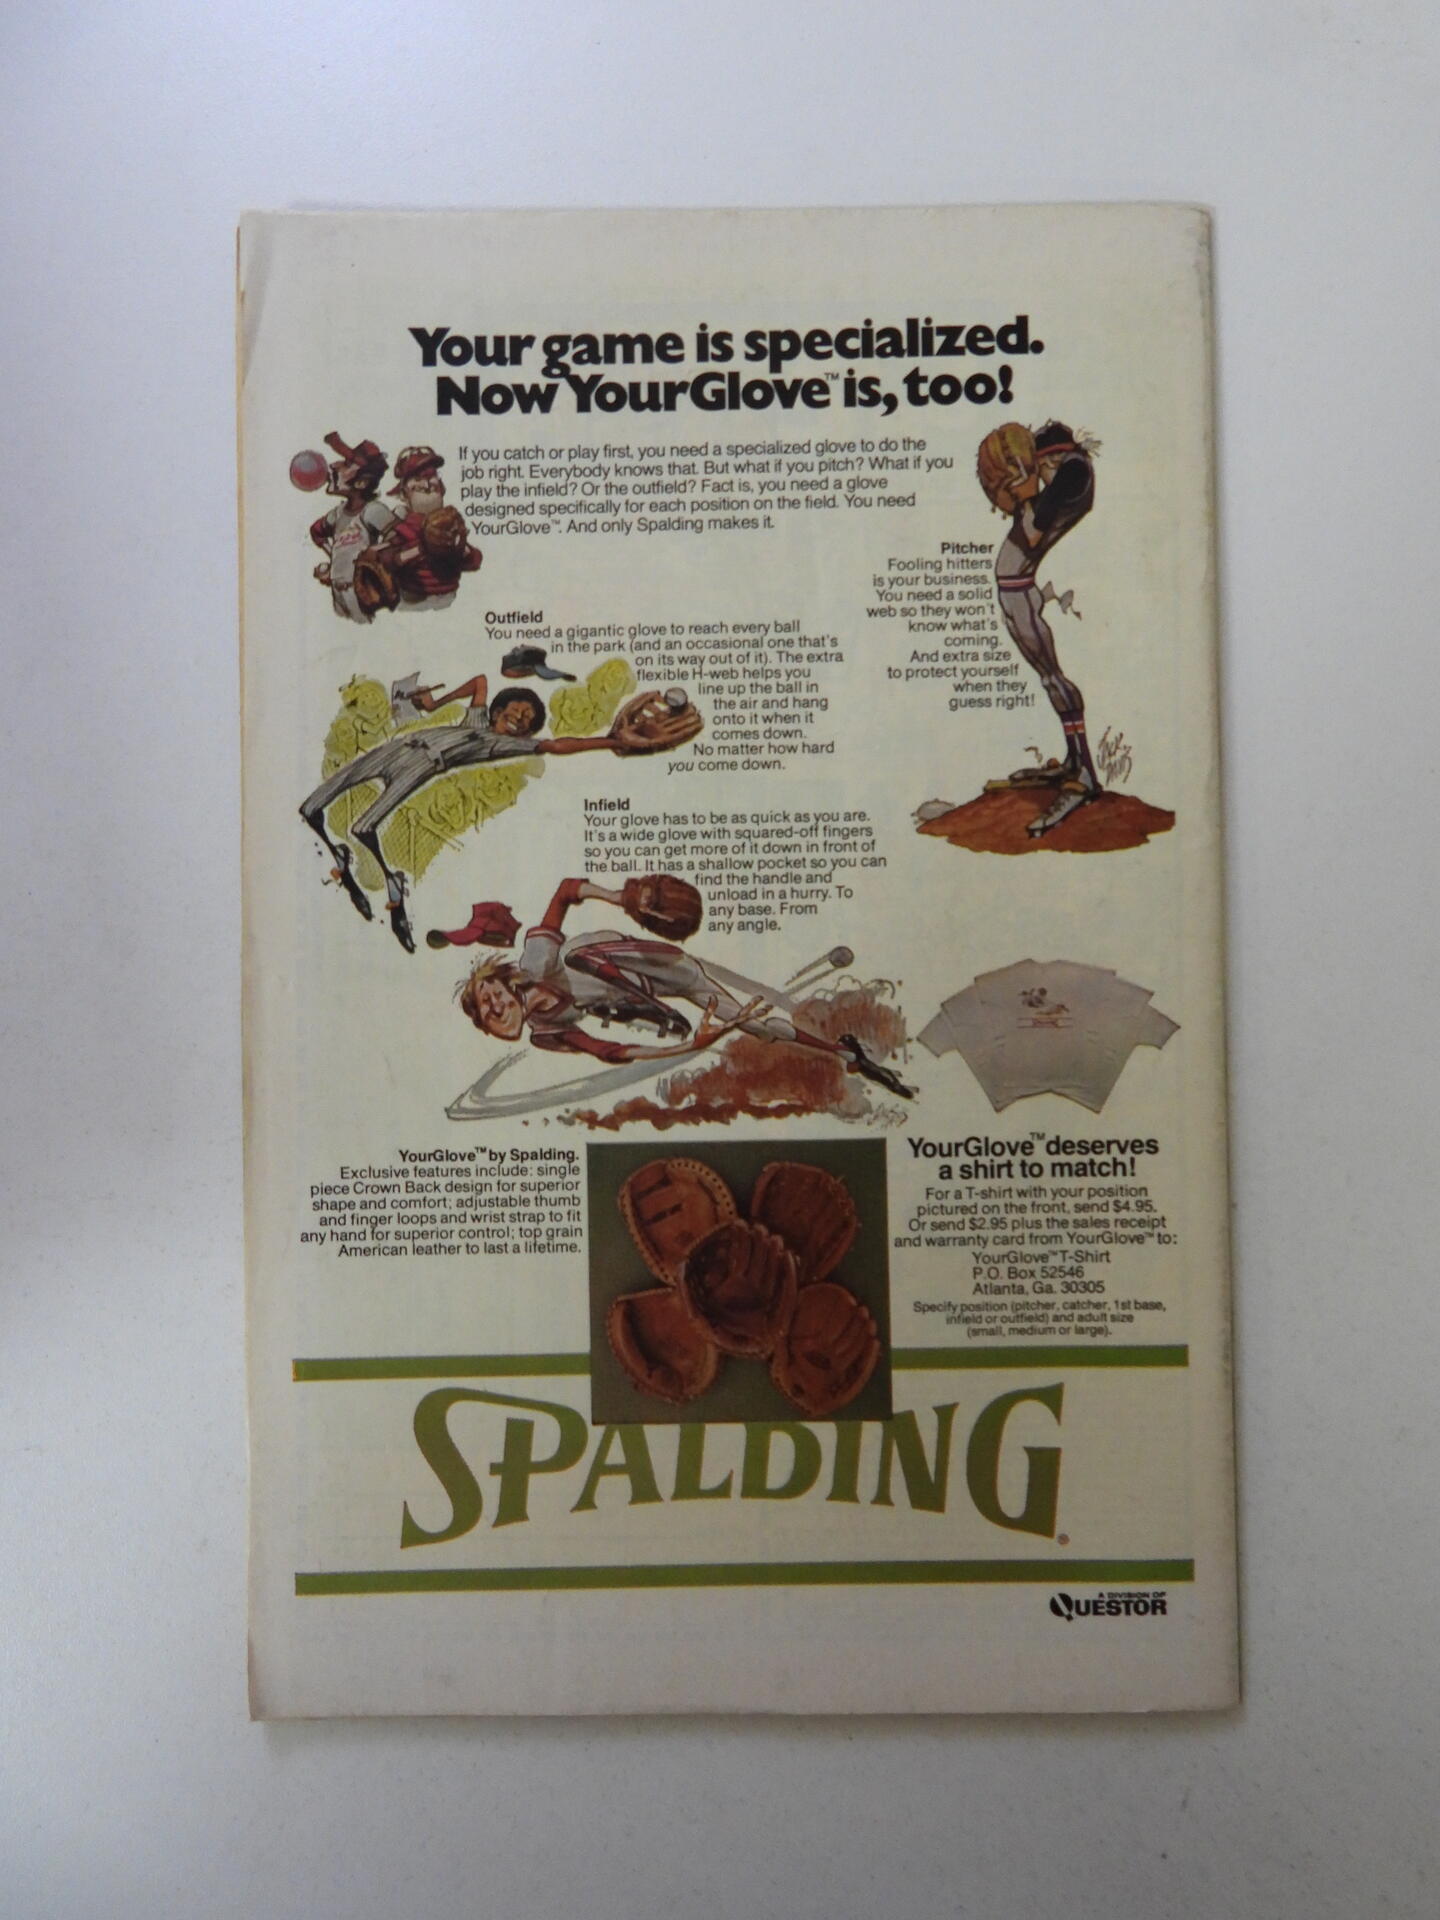 Your game is specialized.
Now YourGlove™ is, too!
If you catch or play first, you need a specialized glove to do the
job right. Everybody knows that. But what if you pitch? What if you
play the infield? Or the outfield? Fact is, you need a glove
designed specifically for each position on the field. You need
YourGlove™. And only Spalding makes it.
Pitcher
Fooling hitters
is your business.
You need a solid
web so they won't
know what's
coming.
And extra size
to protect yourself
when they
guess right!
Outfield
You need a gigantic glove to reach every ball
in the park (and an occasional one that's
on its way out of it). The extra
flexible H-web helps you
line up the ball in
the air and hang
onto it when it
comes down.
No matter how hard
you come down.
JACK
DAVIS
Infield
Your glove has to be as quick as you are.
It's a wide glove with squared-off fingers
so you can get more of it down in front of
the ball. It has a shallow pocket so you can
find the handle and
unload in a hurry. To
any base. From
any angle.
YourGlove™ by Spalding.
Exclusive features include: single
piece Crown Back design for superior
shape and comfort; adjustable thumb
and finger loops and wrist strap to fit
any hand for superior control; top grain
American leather to last a lifetime.
YourGlove™ deserves
a shirt to match!
For a T-shirt with your position
pictured on the front, send $4.95.
Or send $2.95 plus the sales receipt
and warranty card from YourGlove™ to:
YourGlove™ T-Shirt
P.O. Box 52546
Atlanta, Ga. 30305
Specify position (pitcher, catcher, 1st base,
infield or outfield) and adult size
(small, medium or large).
SPALDING®
A DIVISION OF
QUESTOR